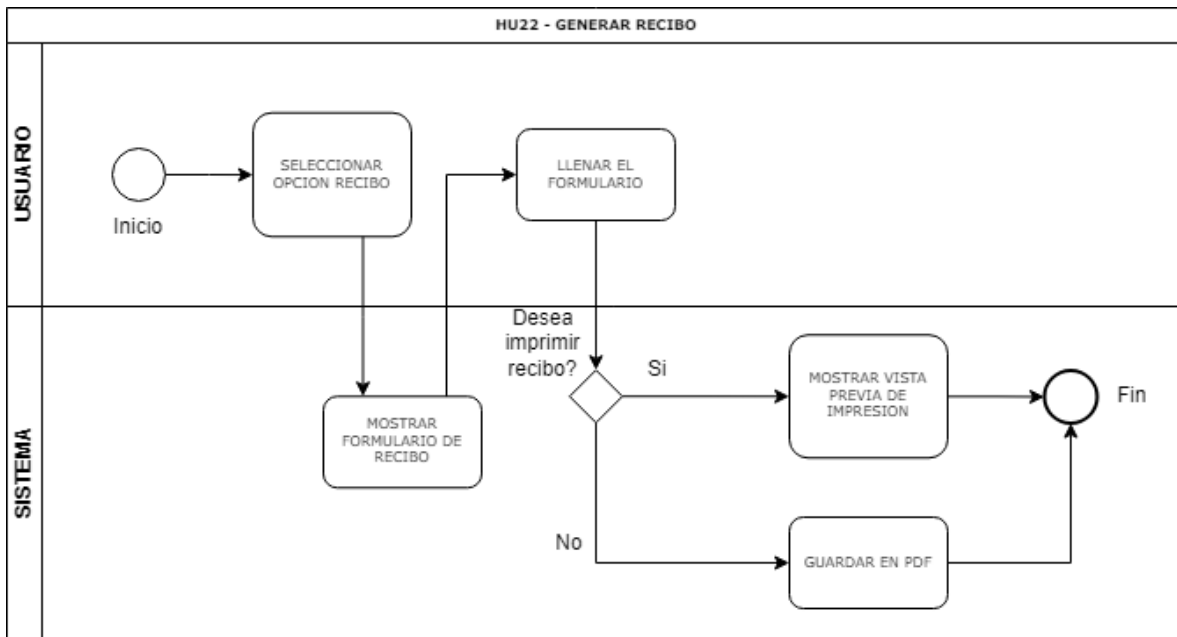 HU22 - GENERAR RECIBO
USUARIO
Inicio
SELECCIONAR
OPCION RECIBO
LLENAR EL
FORMULARIO
SISTEMA
MOSTRAR
FORMULARIO DE
RECIBO
Desea
imprimir
recibo?
Si
No
MOSTRAR VISTA
PREVIA DE
IMPRESION
GUARDAR EN PDF
Fin